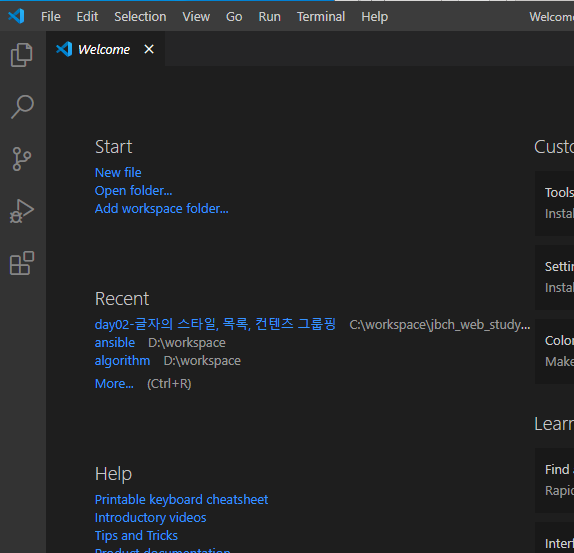 File Edit Selection View Go Run Terminal Help Welcome
Welcome
Start
New file
Open folder...
Add workspace folder...
Recent
day02-글자의 스타일, 목록, 컨텐츠 그룹핑 C:\workspace\jbch_web_study...
ansible D:\workspace
algorithm D:\workspace
More... (Ctrl+R)
Help
Printable keyboard cheatsheet
Introductory videos
Tips and Tricks
Product documentation
Custo
Tools
Instal
Settin
Instal
Color
Make
Learn
Find a
Rapid
Interf